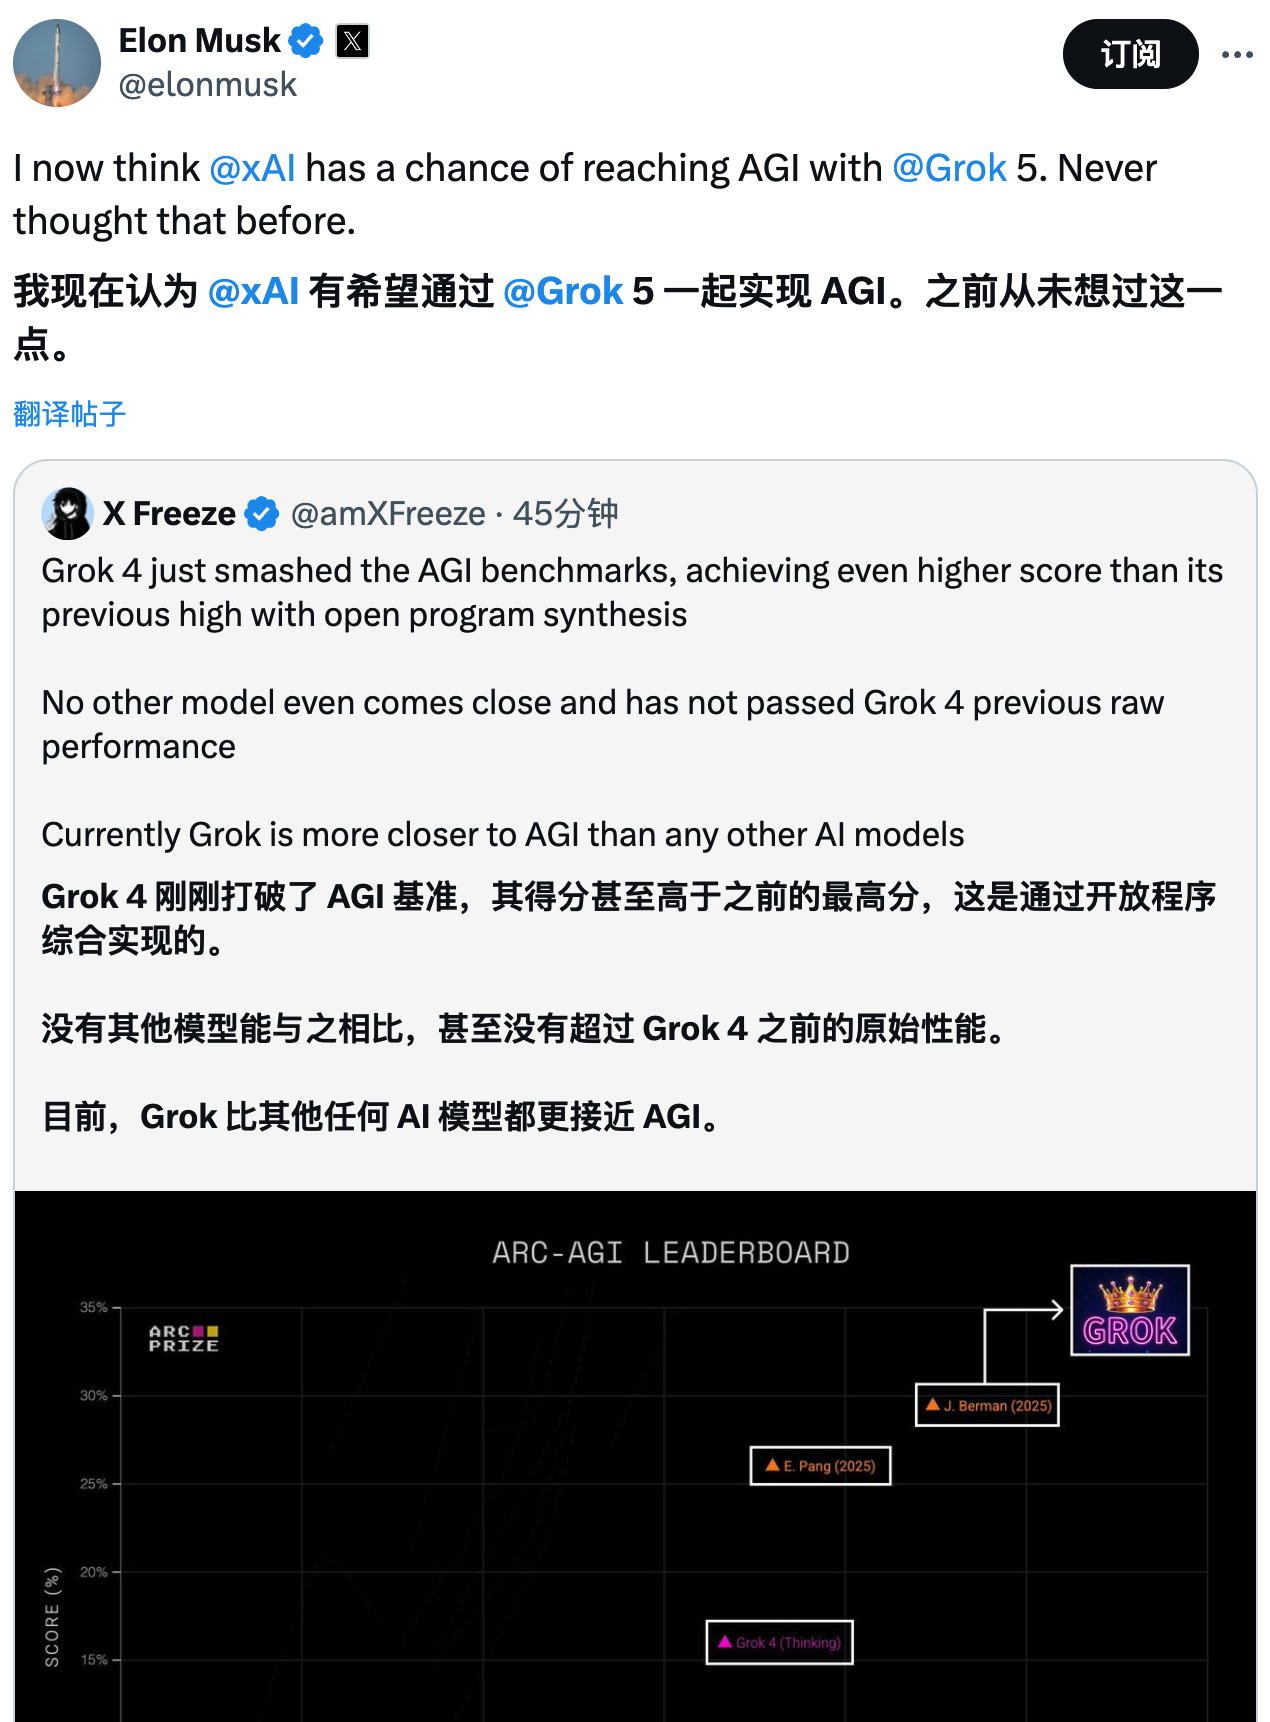 Elon Musk
@elonmusk
订阅
I now think @xAI has a chance of reaching AGI with @Grok 5. Never
thought that before.
我现在认为 @xAI 有希望通过 @Grok 5 一起实现 AGI。之前从未想过这一
点。
翻译帖子
X Freeze @amXFreeze · 45分钟
Grok 4 just smashed the AGI benchmarks, achieving even higher score than its
previous high with open program synthesis
No other model even comes close and has not passed Grok 4 previous raw
performance
Currently Grok is more closer to AGI than any other AI models
Grok 4 刚刚打破了 AGI 基准，其得分甚至高于之前的最高分，这是通过开放程序
综合实现的。
没有其他模型能与之相比，甚至没有超过 Grok 4 之前的原始性能。
目前，Grok 比其他任何 AI 模型都更接近 AGI。
ARC-AGI LEADERBOARD
GROK
35%
ARC
PRIZE
30%
J. Berman (2025)
E. Pang (2025)
25%
20%
SCORE (%)
Grok 4 (Thinking)
15%